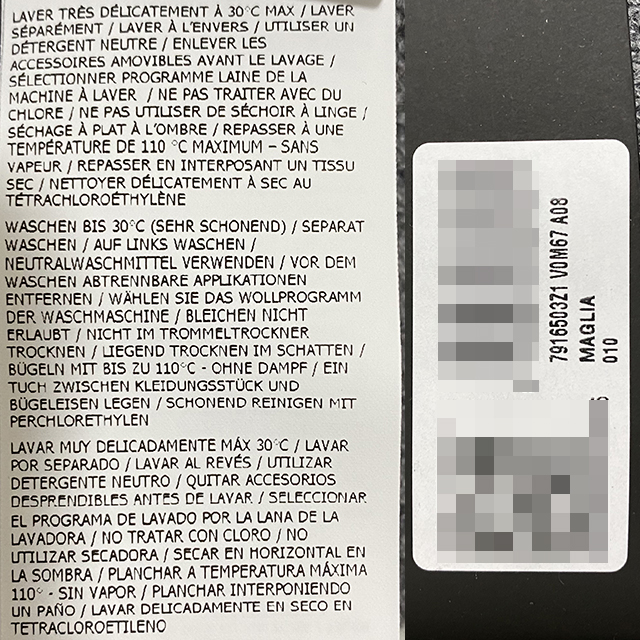 LAVER TRÈS DÉLICATEMENT À 30°C MAX / LAVER
SÉPARÉMENT / LAVER À L'ENVERS / UTILISER UN
DÉTERGENT NEUTRE / ENLEVER LES
ACCESSOIRES AMOVIBLES AVANT LE LAVAGE /
SÉLECTIONNER PROGRAMME LAINE DE LA
MACHINE À LAVER / NE PAS TRAITER AVEC DU
CHLORE / NE PAS UTILISER DE SÉCHOIR À LINGE /
SÉCHAGE À PLAT À L'OMBRE / REPASSER À UNE
TEMPÉRATURE DE 110 °C MAXIMUM – SANS
VAPEUR / REPASSER EN INTERPOSANT UN TISSU
SEC / NETTOYER DÉLICATEMENT À SEC AU
TÉTRACHLOROÉTHYLÈNE
WASCHEN BIS 30°C (SEHR SCHONEND) / SEPARAT
WASCHEN / AUF LINKS WASCHEN /
NEUTRALWASCHMITTEL VERWENDEN / VOR DEM
WASCHEN ABTRENNBARE APPLIKATIONEN
ENTFERNEN / WÄHLEN SIE DAS WOLLPROGRAMM
DER WASCHMASCHINE / BLEICHEN NICHT
ERLAUBT / NICHT IM TROMMELTROCKNER
TROCKNEN / LIEGEND TROCKNEN IM SCHATTEN /
BÜGELN MIT BIS ZU 110°C - OHNE DAMPF / EIN
TUCH ZWISCHEN KLEIDUNGSSTÜCK UND
BÜGELEISEN LEGEN / SCHONEND REINIGEN MIT
PERCHLORETHYLEN
LAVAR MUY DELICADAMENTE MÁX 30°C / LAVAR
POR SEPARADO / LAVAR AL REVÉS / UTILIZAR
DETERGENTE NEUTRO / QUITAR ACCESORIOS
DESPRENDIBLES ANTES DE LAVAR / SELECCIONAR
EL PROGRAMA DE LAVADO POR LA LANA DE LA
LAVADORA / NO TRATAR CON CLORO / NO
UTILIZAR SECADORA / SECAR EN HORIZONTAL EN
LA SOMBRA / PLANCHAR A TEMPERATURA MÁXIMA
110° - SIN VAPOR / PLANCHAR INTERPONIENDO
UN PAÑO / LAVAR DELICADAMENTE EN SECO EN
TETRACLOROETILENO
7916503Z1 V0M67 A08
MAGLIA
010